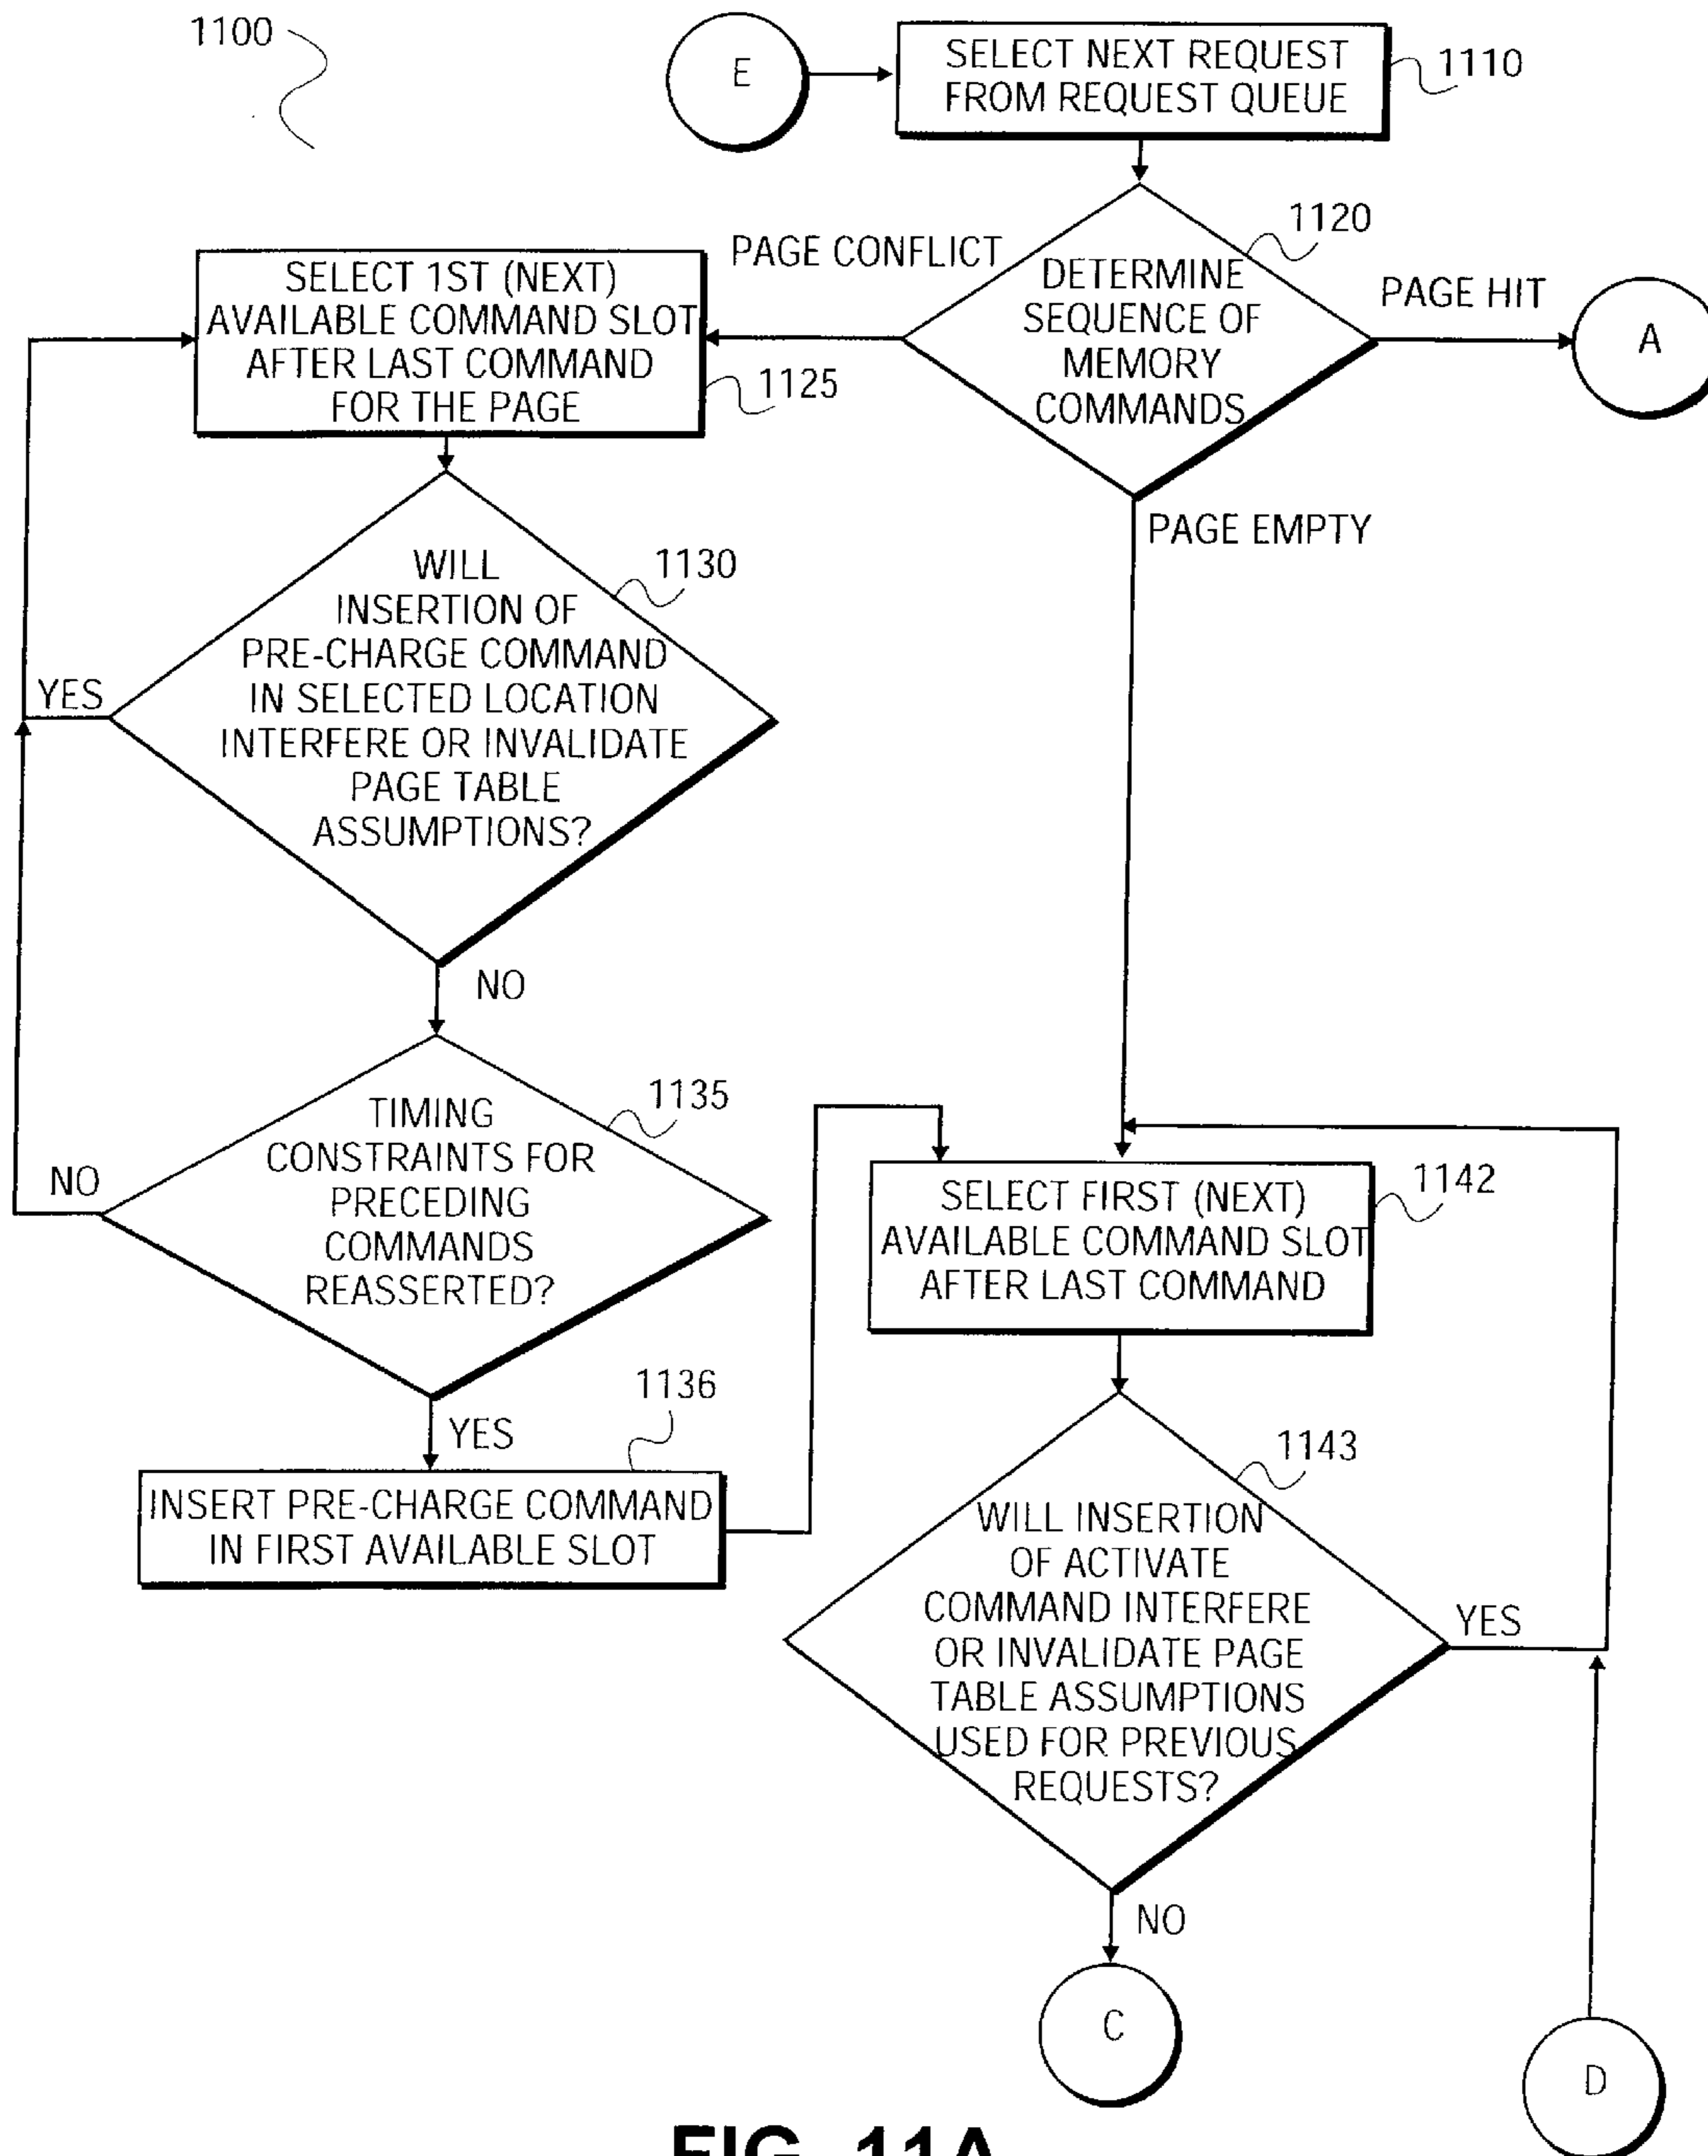 1100
E
SELECT NEXT REQUEST
FROM REQUEST QUEUE
1110
1120
PAGE CONFLICT
DETERMINE
SEQUENCE OF
MEMORY
COMMANDS
PAGE HIT
A
SELECT 1ST (NEXT)
AVAILABLE COMMAND SLOT
AFTER LAST COMMAND
FOR THE PAGE
1125
PAGE EMPTY
WILL
INSERTION OF
PRE-CHARGE COMMAND
IN SELECTED LOCATION
INTERFERE OR INVALIDATE
PAGE TABLE
ASSUMPTIONS?
1130
YES
NO
TIMING
CONSTRAINTS FOR
PRECEDING
COMMANDS
REASSERTED?
1135
NO
YES
1136
INSERT PRE-CHARGE COMMAND
IN FIRST AVAILABLE SLOT
SELECT FIRST (NEXT)
AVAILABLE COMMAND SLOT
AFTER LAST COMMAND
1142
1143
WILL INSERTION
OF ACTIVATE
COMMAND INTERFERE
OR INVALIDATE PAGE
TABLE ASSUMPTIONS
USED FOR PREVIOUS
REQUESTS?
YES
NO
C
D
FIG. 11A